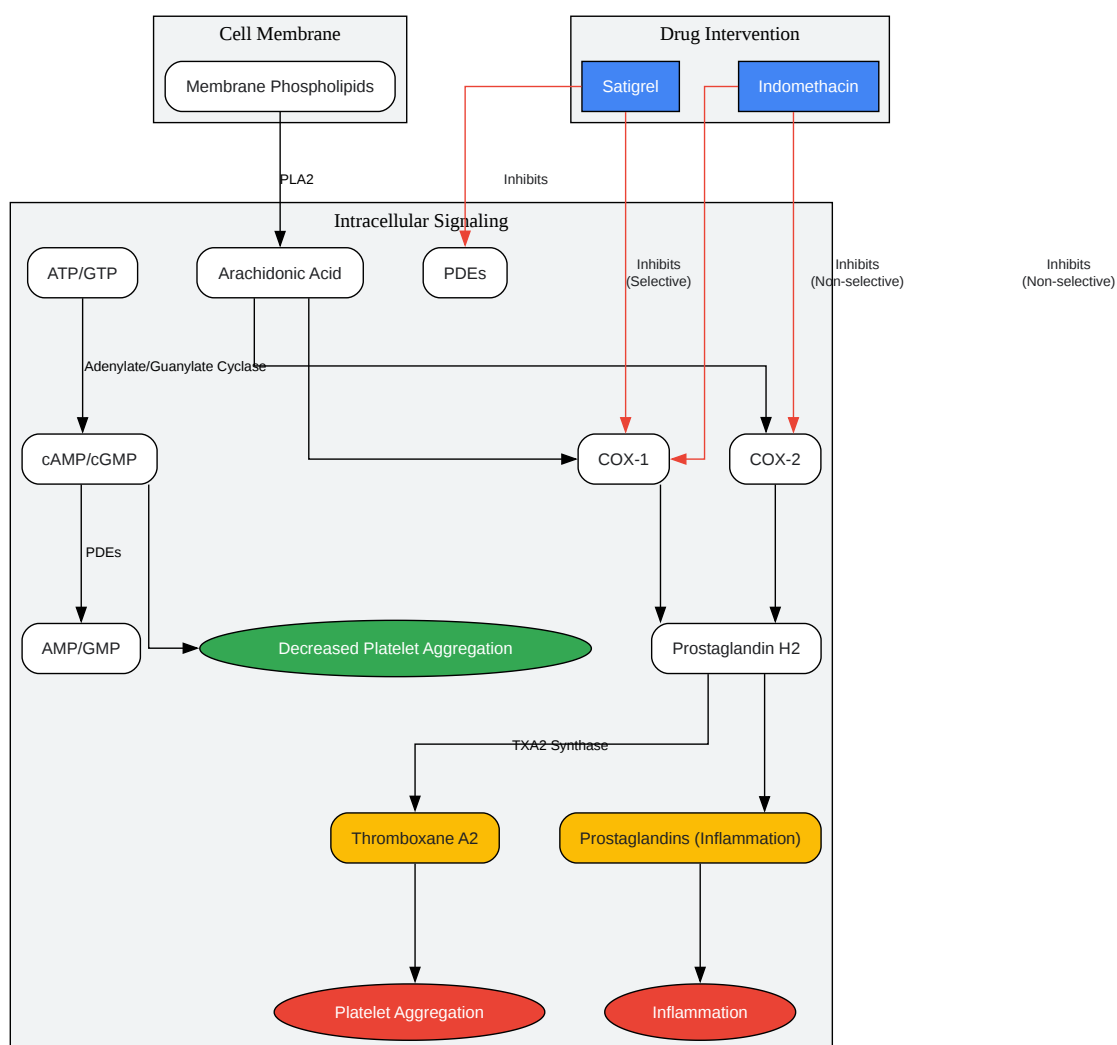 Cell Membrane
Drug Intervention
Membrane Phospholipids
Satigrel
Indomethacin
PLA2
Inhibits
Intracellular Signaling
ATP/GTP
Arachidonic Acid
PDEs
Inhibits
(Selective)
Inhibits
(Non-selective)
Inhibits
(Non-selective)
Adenylate/Guanylate Cyclase
cAMP/cGMP
COX-1
COX-2
PDEs
AMP/GMP
Decreased Platelet Aggregation
Prostaglandin H2
TXA2 Synthase
Thromboxane A2
Prostaglandins (Inflammation)
Platelet Aggregation
Inflammation